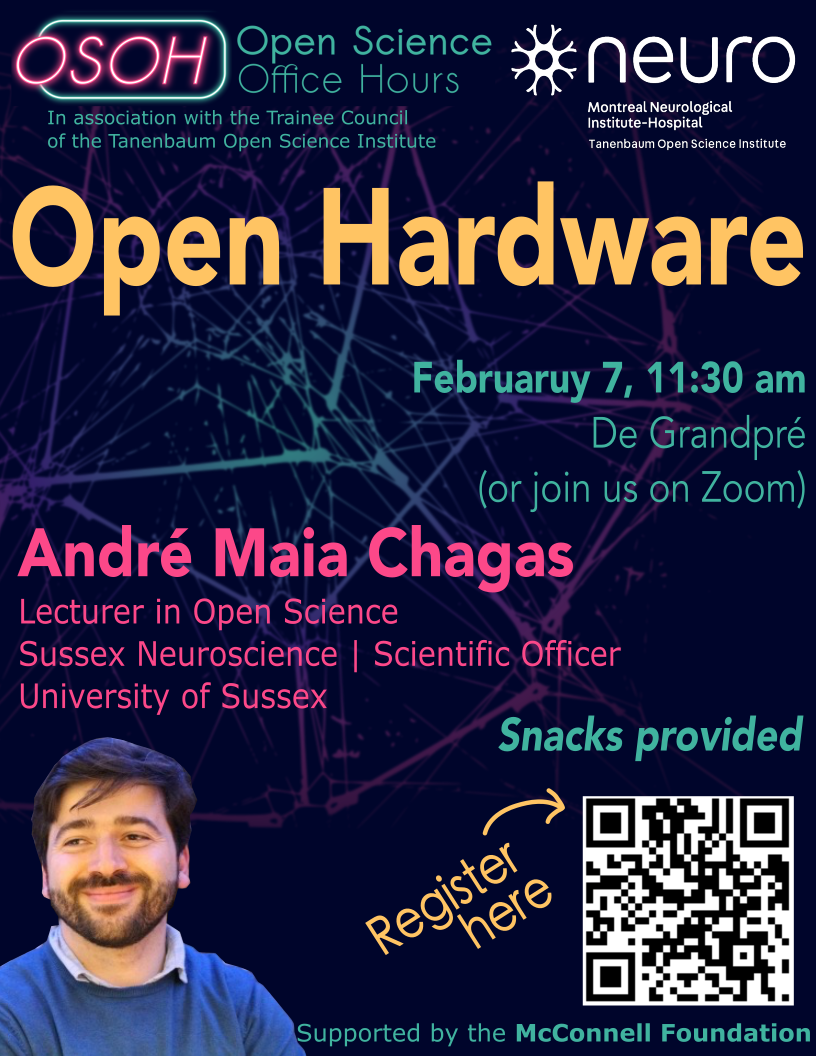 OSOH
Open Science
Office Hours
In association with the Trainee Council
of the Tanenbaum Open Science Institute
neuro
Montreal Neurological
Institute-Hospital
Tanenbaum Open Science Institute
Open Hardware
Februaruy 7, 11:30 am
De Grandpré
(or join us on Zoom)
André Maia Chagas
Lecturer in Open Science
Sussex Neuroscience | Scientific Officer
University of Sussex
Snacks provided
Register
here
Supported by the McConnell Foundation